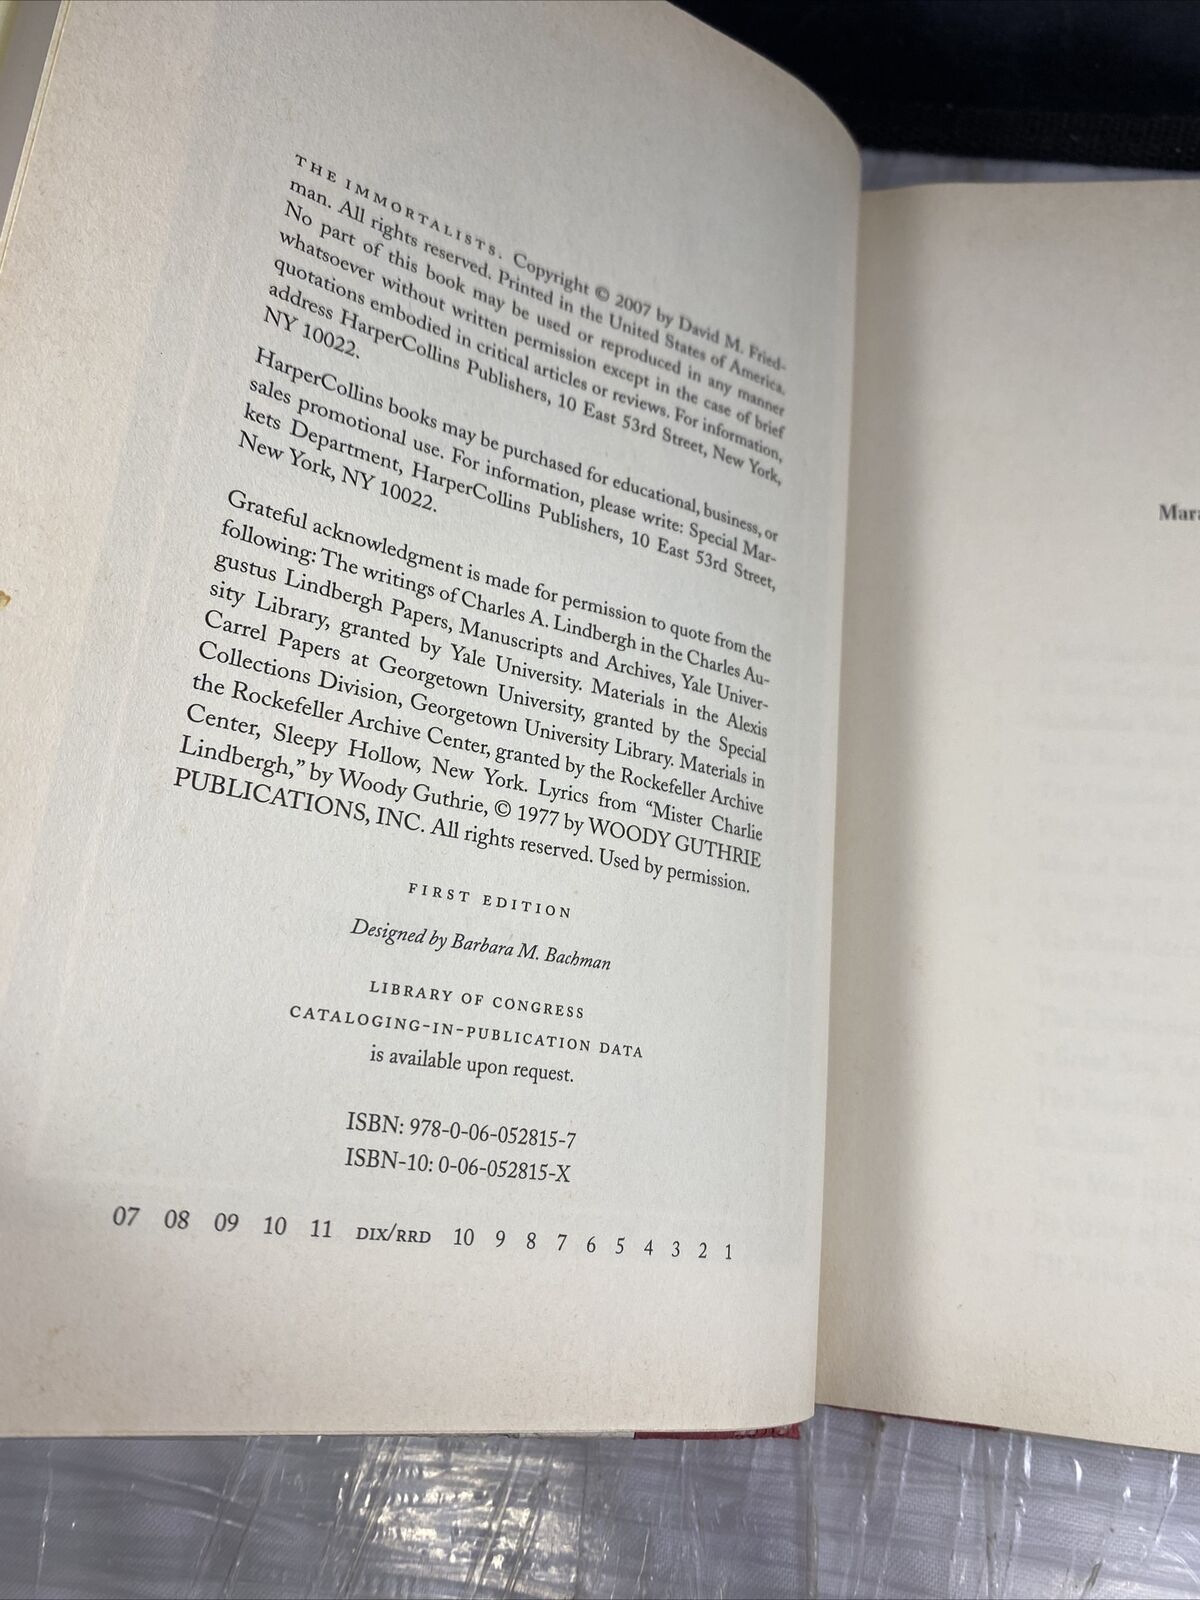 THE IMMORTALISTS. Copyright © 2007 by David M. Fried-
man. All rights reserved. Printed in the United States of America.
No part of this book may be used or reproduced in any manner
whatsoever without written permission except in the case of brief
quotations embodied in critical articles or reviews. For information,
address HarperCollins Publishers, 10 East 53rd Street, New York,
NY 10022.
HarperCollins books may be purchased for educational, business, or
sales promotional use. For information, please write: Special Mar-
kets Department, HarperCollins Publishers, 10 East 53rd Street,
New York, NY 10022.
Grateful acknowledgment is made for permission to quote from the
following: The writings of Charles A. Lindbergh in the Charles Au-
gustus Lindbergh Papers, Manuscripts and Archives, Yale Univer-
sity Library, granted by Yale University. Materials in the Alexis
Carrel Papers at Georgetown University, granted by the Special
Collections Division, Georgetown University Library. Materials in
the Rockefeller Archive Center, granted by the Rockefeller Archive
Center, Sleepy Hollow, New York. Lyrics from “Mister Charlie
Lindbergh,” by Woody Guthrie, © 1977 by WOODY GUTHRIE
PUBLICATIONS, INC. All rights reserved. Used by permission.
FIRST EDITION
Designed by Barbara M. Bachman
LIBRARY OF CONGRESS
CATALOGING-IN-PUBLICATION DATA
is available upon request.
ISBN: 978-0-06-052815-7
ISBN-10: 0-06-052815-X
07 08 09 10 11 DIX/RRD 10 9 8 7 6 5 4 3 2 1